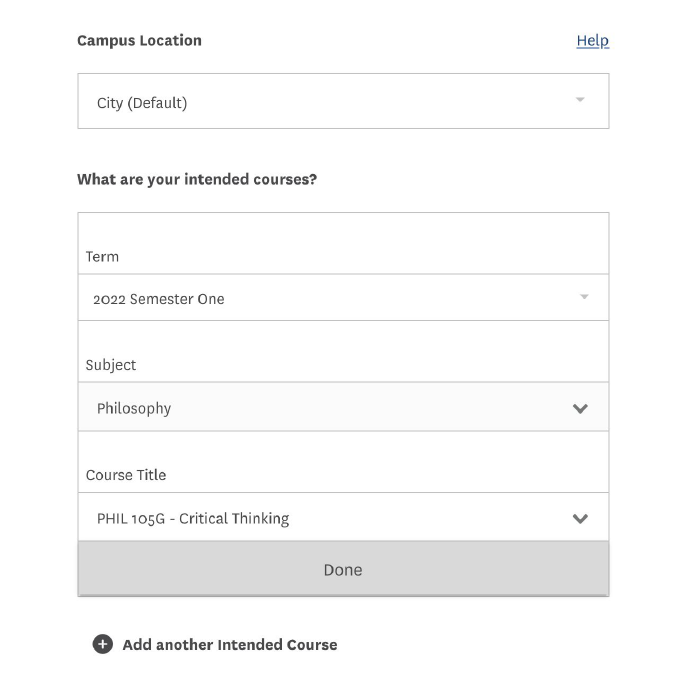 Campus Location
Help
City (Default)
What are your intended courses?
Term
2022 Semester One
Subject
Philosophy
Course Title
PHIL 105G - Critical Thinking
Done
Add another Intended Course